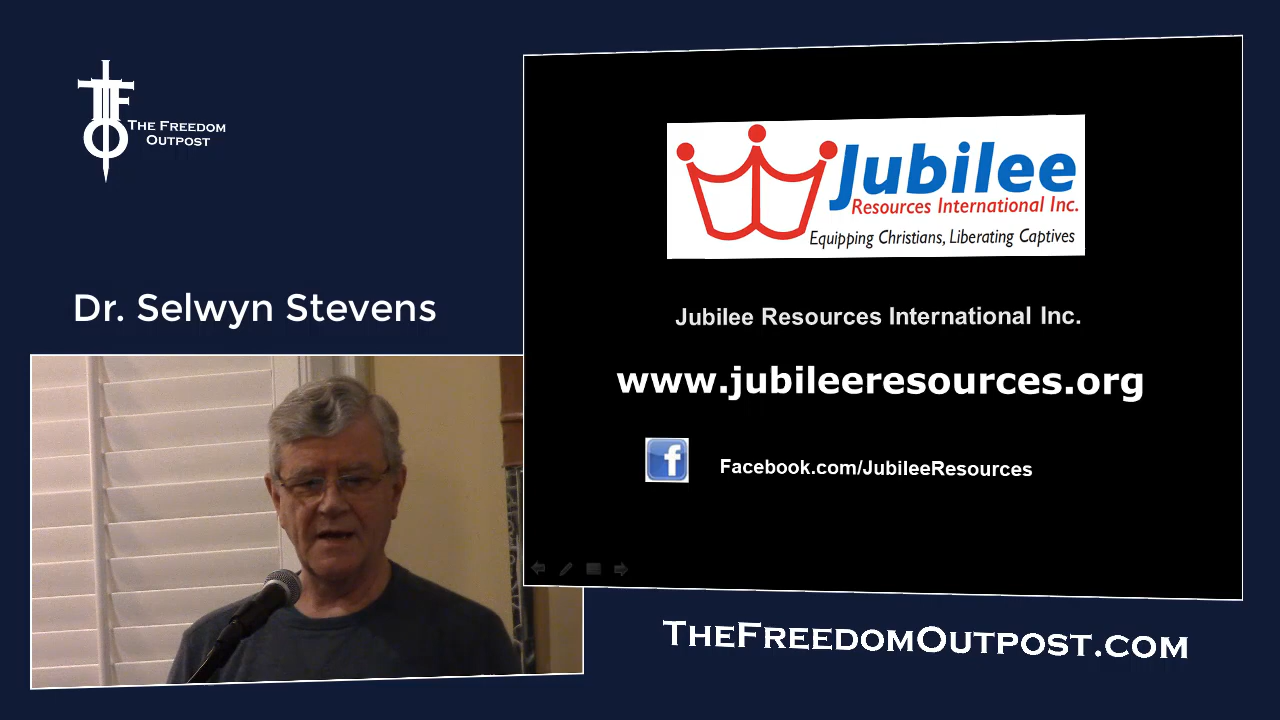 The Freedom
Outpost
Dr. Selwyn Stevens
Jubilee
Resources International Inc.
Equipping Christians, Liberating Captives
Jubilee Resources International Inc.
www.jubileeresources.org
f
Facebook.com/JubileeResources
TheFreedomOutpost.com